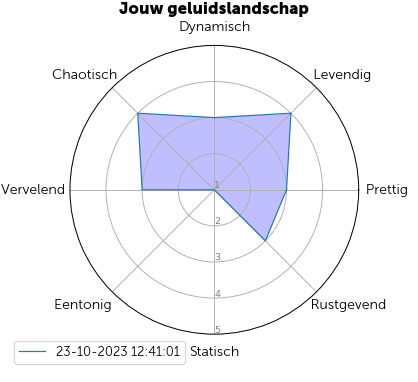 Jouw geluidslandschap
Dynamisch
Chaotisch
Levendig
Vervelend
1
Prettig
2
3
4
Eentonig
Rustgevend
5
23-10-2023 12:41:01
Statisch